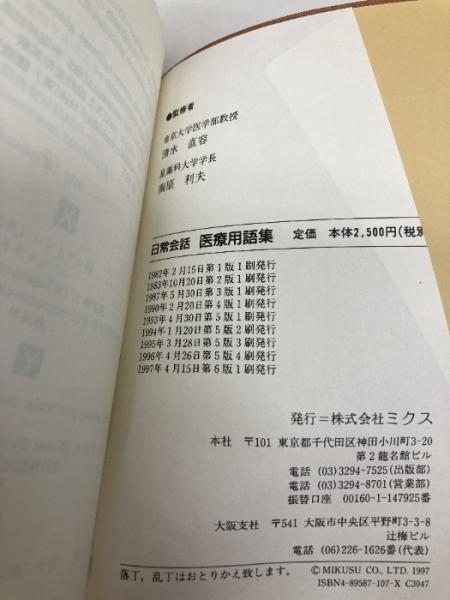 ●監修者
帝京大学医学部教授
清水 直容
星薬科大学学長
南原 利夫
日常会話 医療用語集 定価 本体2,500円(税別
1982年2月15日第1版1刷発行
1983年10月20日第2版1刷発行
1987年5月30日第3版1刷発行
1990年2月20日第4版1刷発行
1993年4月30日第5版1刷発行
1994年1月20日第5版2刷発行
1995年3月28日第5版3刷発行
1996年4月26日第5版4刷発行
1997年4月15日第6版1刷発行
発行=株式会社ミクス
本社 〒101 東京都千代田区神田小川町3-20
第2龍名館ビル
電話 (03)3294-7525(出版部)
電話 (03)3294-8701(営業部)
振替口座 00160-1-147925番
大阪支社 〒541 大阪市中央区平野町3-3-8
辻梅ビル
電話 (06)226-1626番(代表)
落丁,乱丁はおとりかえ致します。
© MIKUSU CO., LTD. 1997
ISBN4-89587-107-X C3047
X
Y